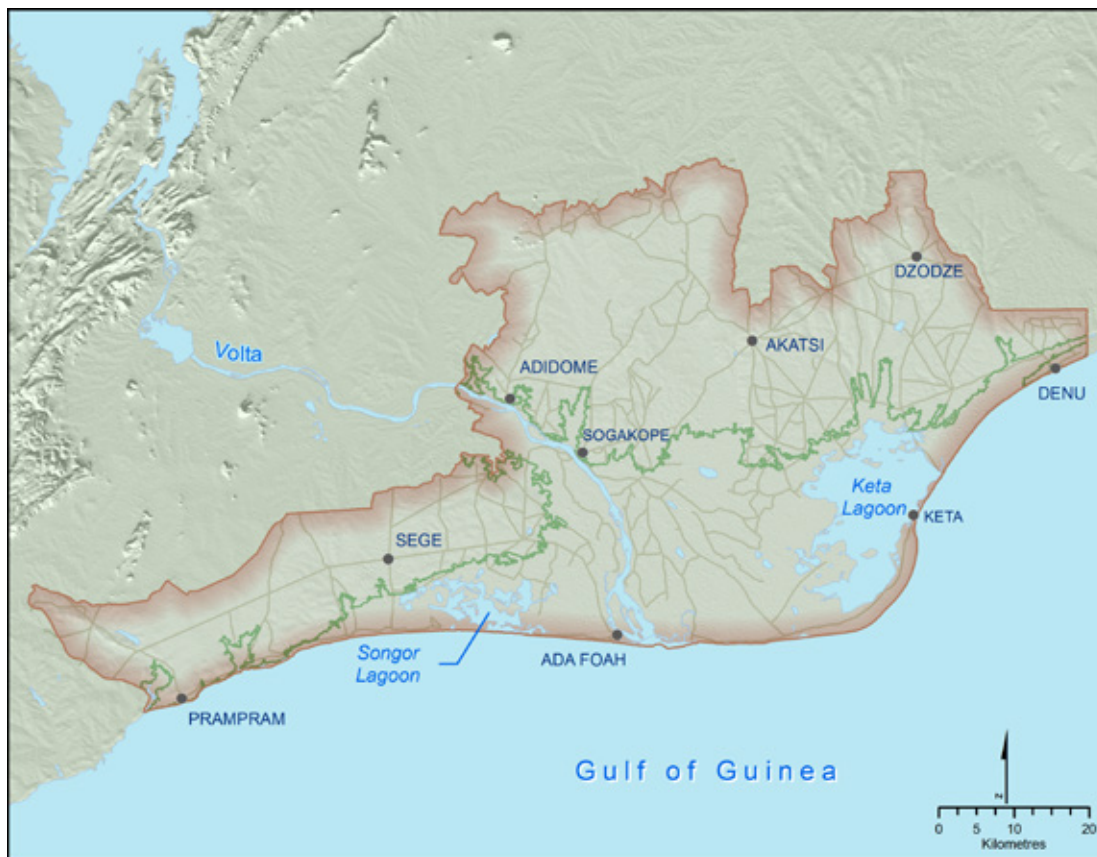 DZODZE
Volta
AKATSI
ADIDOME
DENU
SOGAKOPE
Keta
Lagoon
KETA
SEGE
Songor
Lagoon
ADA FOAH
PRAMPRAM
Gulf of Guinea
N
0 5 10 20
Kilometres